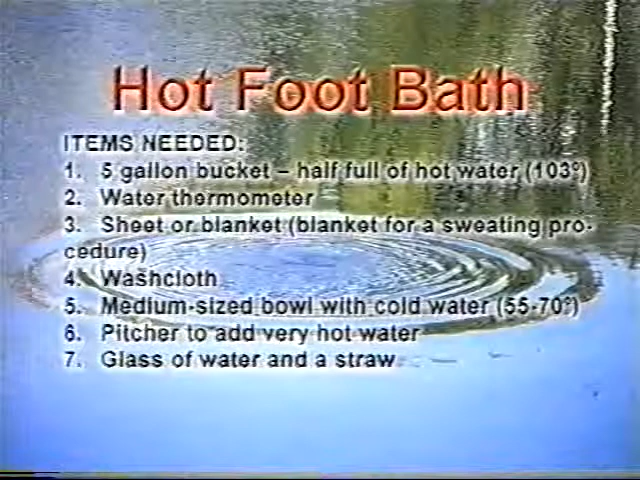 Hot Foot Bath
ITEMS NEEDED:
1. 5 gallon bucket – half full of hot water (103°)
2. Water thermometer
3. Sheet or blanket (blanket for a sweating pro-
cedure)
4. Washcloth
5. Medium-sized bowl with cold water (55-70°)
6. Pitcher to add very hot water
7. Glass of water and a straw